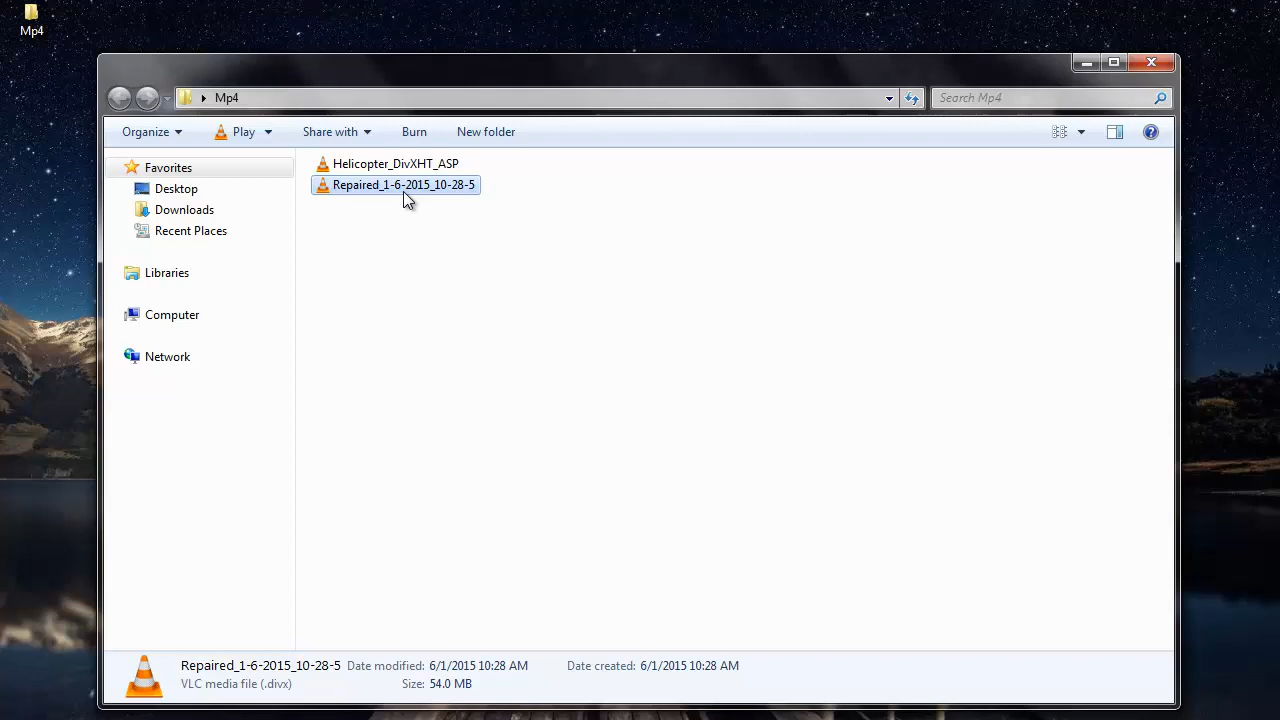 Mp4
Mp4
Search Mp4
Organize Play Share with Burn New folder
Favorites
Desktop
Downloads
Recent Places
Libraries
Computer
Network
Helicopter_DivXHT_ASP
Repaired_1-6-2015_10-28-5
Repaired_1-6-2015_10-28-5 Date modified: 6/1/2015 10:28 AM Date created: 6/1/2015 10:28 AM
VLC media file (.divx) Size: 54.0 MB